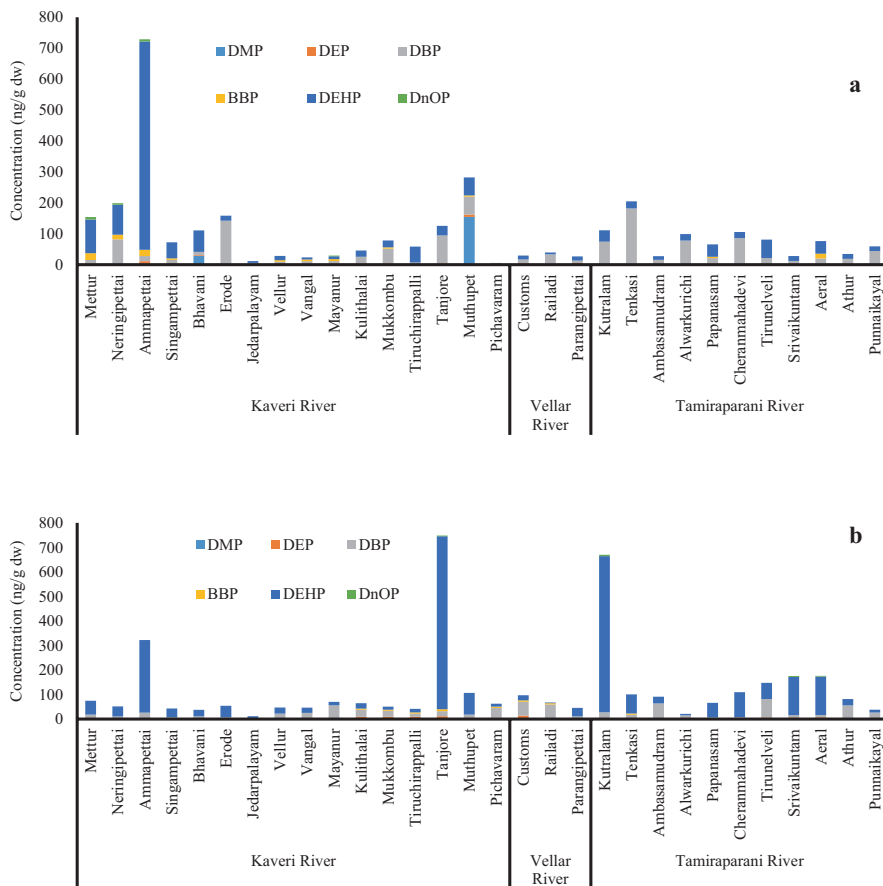 800
700
600
500
400
300
200
100
0
Concentration (ng/g dw)
DMP DEP DBP
BBP DEHP DnOP
a
Mettur
Neringipettai
Ammapettai
Singampettai
Bhavani
Erode
Jedarpalayam
Vellur
Vangal
Mayanur
Kulithalai
Mukkombu
Tiruchirappalli
Tanjore
Muthupet
Pichavaram
Customs
Railadi
Parangipettai
Kutralam
Tenkasi
Ambasamudram
Alwarkurichi
Papanasam
Cheranmahadevi
Tirunelveli
Srivaikuntam
Aeral
Athur
Punnaikayal
Kaveri River
Vellar
River
Tamiraparani River
800
700
600
500
400
300
200
100
0
Concentration (ng/g dw)
DMP DEP DBP
BBP DEHP DnOP
b
Mettur
Neringipettai
Ammapettai
Singampettai
Bhavani
Erode
Jedarpalayam
Vellur
Vangal
Mayanur
Kulithalai
Mukkombu
Tiruchirappalli
Tanjore
Muthupet
Pichavaram
Customs
Railadi
Parangipettai
Kutralam
Tenkasi
Ambasamudram
Alwarkurichi
Papanasam
Cheranmahadevi
Tirunelveli
Srivaikuntam
Aeral
Athur
Punnaikayal
Kaveri River
Vellar
River
Tamiraparani River